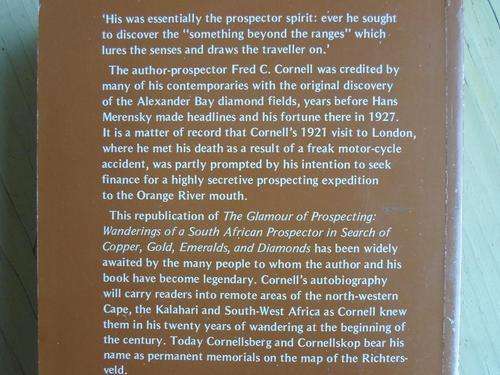 'His was essentially the prospector spirit: ever he sought
to discover the "something beyond the ranges" which
lures the senses and draws the traveller on.'
The author-prospector Fred C. Cornell was credited by
many of his contemporaries with the original discovery
of the Alexander Bay diamond fields, years before Hans
Merensky made headlines and his fortune there in 1927.
It is a matter of record that Cornell's 1921 visit to London,
where he met his death as a result of a freak motor-cycle
accident, was partly prompted by his intention to seek
finance for a highly secretive prospecting expedition
to the Orange River mouth.
This republication of The Glamour of Prospecting:
Wanderings of a South African Prospector in Search of
Copper, Gold, Emeralds, and Diamonds has been widely
awaited by the many people to whom the author and his
book have become legendary. Cornell's autobiography
will carry readers into remote areas of the north-western
Cape, the Kalahari and South-West Africa as Cornell knew
them in his twenty years of wandering at the beginning of
the century. Today Cornellsberg and Cornellskop bear his
name as permanent memorials on the map of the Richters-
veld.